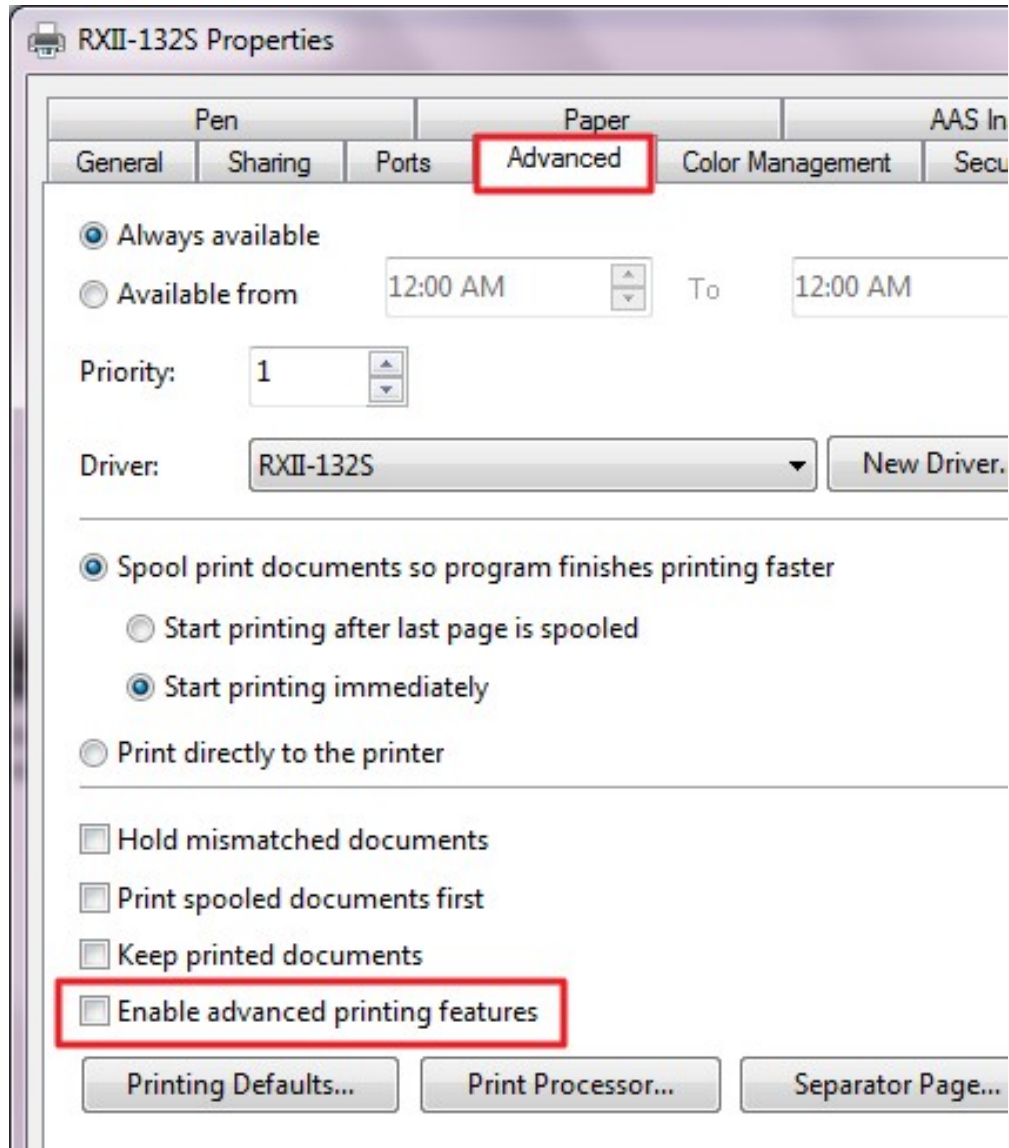 RXII-132S Properties
Pen Paper AAS In
General Sharing Ports Advanced Color Management Secu
Always available
Available from 12:00 AM To 12:00 AM
Priority: 1
Driver: RXII-132S New Driver.
Spool print documents so program finishes printing faster
Start printing after last page is spooled
Start printing immediately
Print directly to the printer
Hold mismatched documents
Print spooled documents first
Keep printed documents
Enable advanced printing features
Printing Defaults... Print Processor... Separator Page...